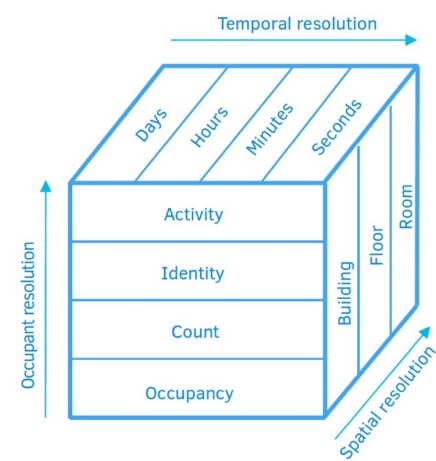 Temporal resolution
Days
Hours
Minutes
Seconds
Activity
Identity
Count
Occupancy
Building
Floor
Room
Occupant resolution
Spatial resolution